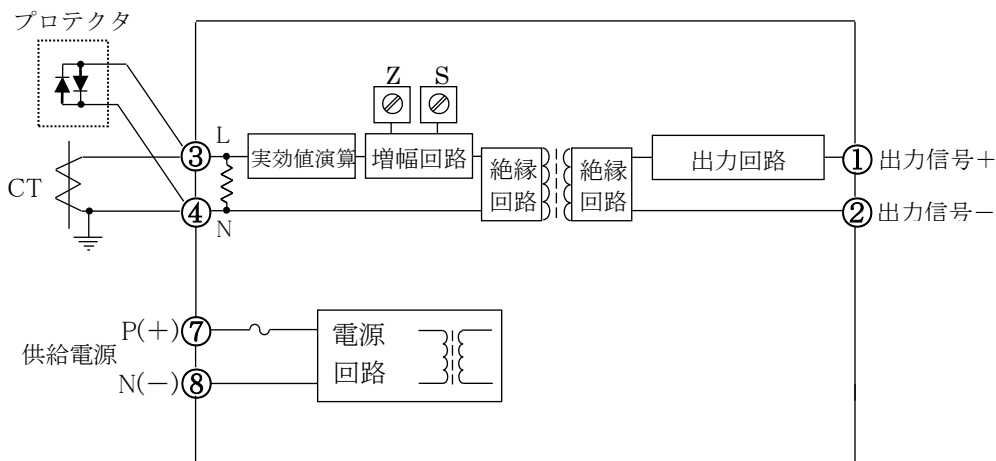 プロテクタ
Z S
③ L
実効値演算
増幅回路
絶縁
回路
絶縁
回路
出力回路
① 出力信号+
CT
④ N
② 出力信号−
P(+) ⑦
供給電源
N(−) ⑧
電源
回路